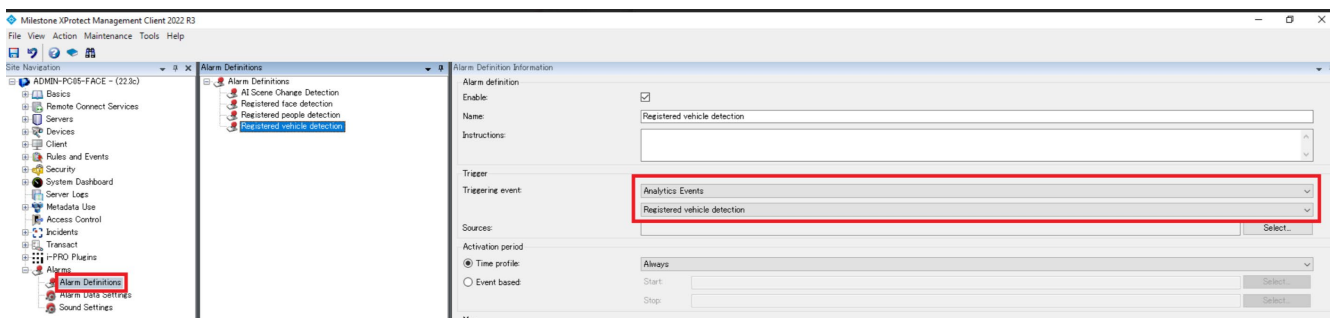 Milestone XProtect Management Client 2022 R3
File View Action Maintenance Tools Help
Site Navigation
ADMIN-PC05-FACE - (22.3c)
Basics
Remote Connect Services
Servers
Devices
Client
Rules and Events
Security
System Dashboard
Server Logs
Metadata Use
Access Control
Incidents
Transact
i-PRO Plugins
Alarms
Alarm Definitions
Alarm Data Settings
Sound Settings
Alarm Definitions
Alarm Definitions
AI Scene Change Detection
Registered face detection
Registered people detection
Registered vehicle detection
Alarm Definition Information
Alarm definition
Enable:
Name: Registered vehicle detection
Instructions:
Trigger
Triggering event: Analytics Events
Registered vehicle detection
Sources: Select...
Activation period
Time profile: Always
Event based: Start: Select...
Stop: Select...